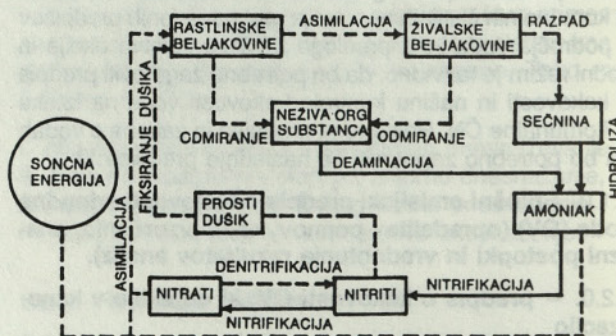 RASTLINSKE
BELJAKOVINE
ASIMILACIJA
ŽIVALSKE
BELJAKOVINE
RAZPAD
FIKSIRANJE DUŠIKA
NEŽIVA ORG
SUBSTANCA
ODMIRANJE
ODMIRANJE
DEAMINACIJA
SEČNINA
HIDROLIZA
SONČNA
ENERGIJA
PROSTI
DUŠIK
AMONIAK
ASIMILACIJA
DENITRIFIKACIJA
NITRATI
NITRITI
NITRIFIKACIJA
NITRIFIKACIJA